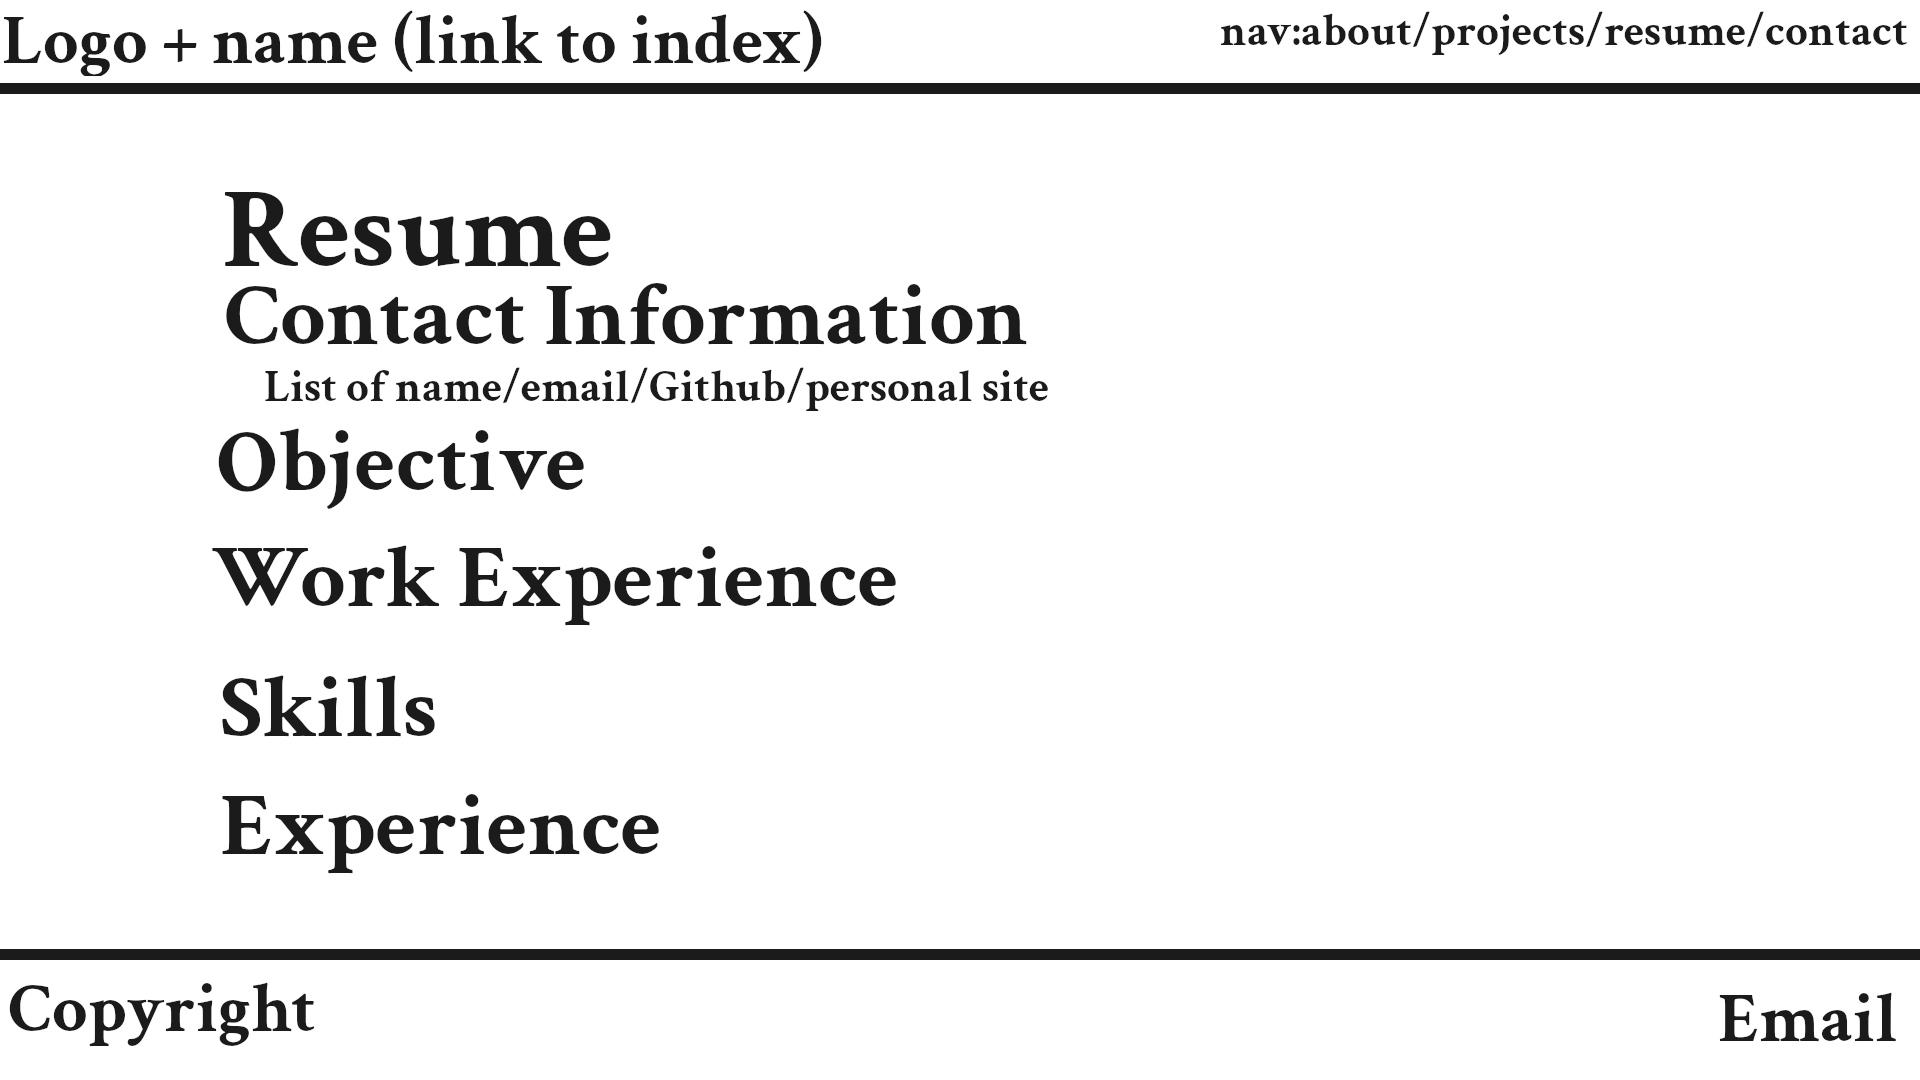 Logo + name (link to index)
nav:about/projects/resume/contact
Resume
Contact Information
List of name/email/Github/personal site
Objective
Work Experience
Skills
Experience
Copyright
Email